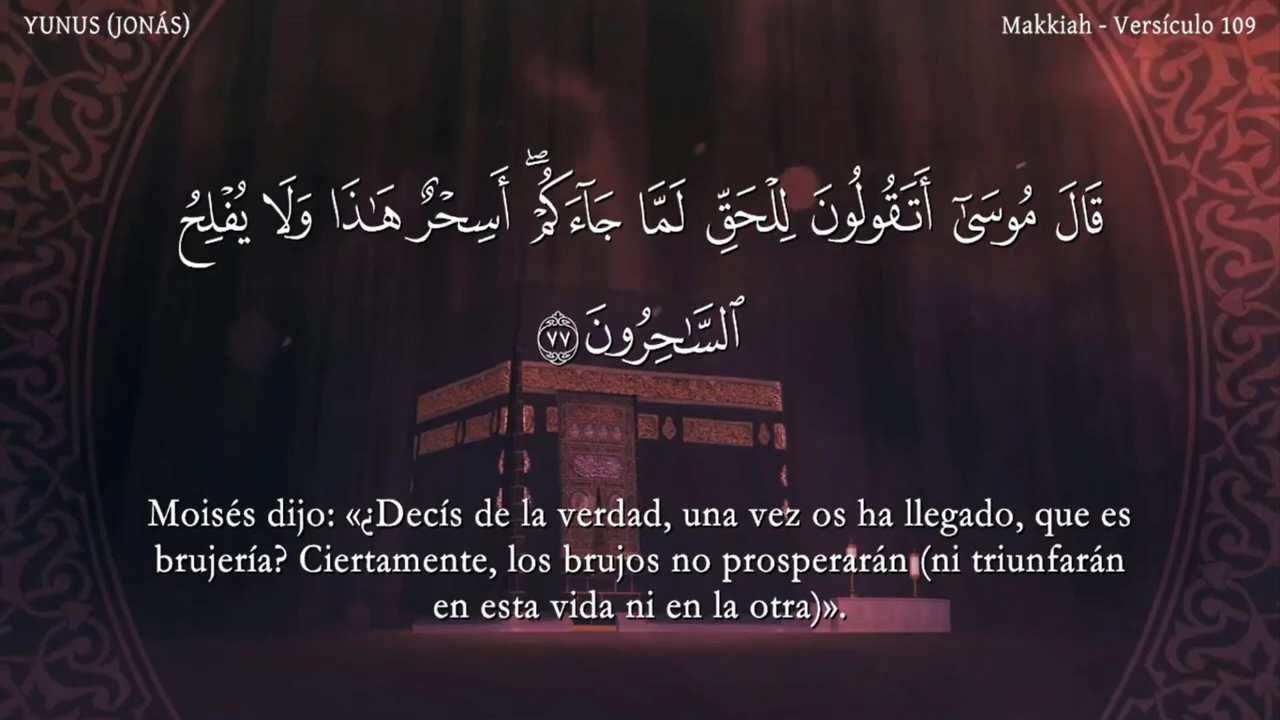 YUNUS (JONÁS)
Makkiah - Versículo 109
قَالَ مُوسَىٰٓ أَتَقُولُونَ لِلْحَقِّ لَمَّا جَآءَكُمْ ۖ أَسِحْرٌ هَـٰذَا وَلَا يُفْلِحُ
ٱلسَّـٰحِرُونَ ٧٧
Moisés dijo: «¿Decís de la verdad, una vez os ha llegado, que es
brujería? Ciertamente, los brujos no prosperarán (ni triunfarán
en esta vida ni en la otra)».